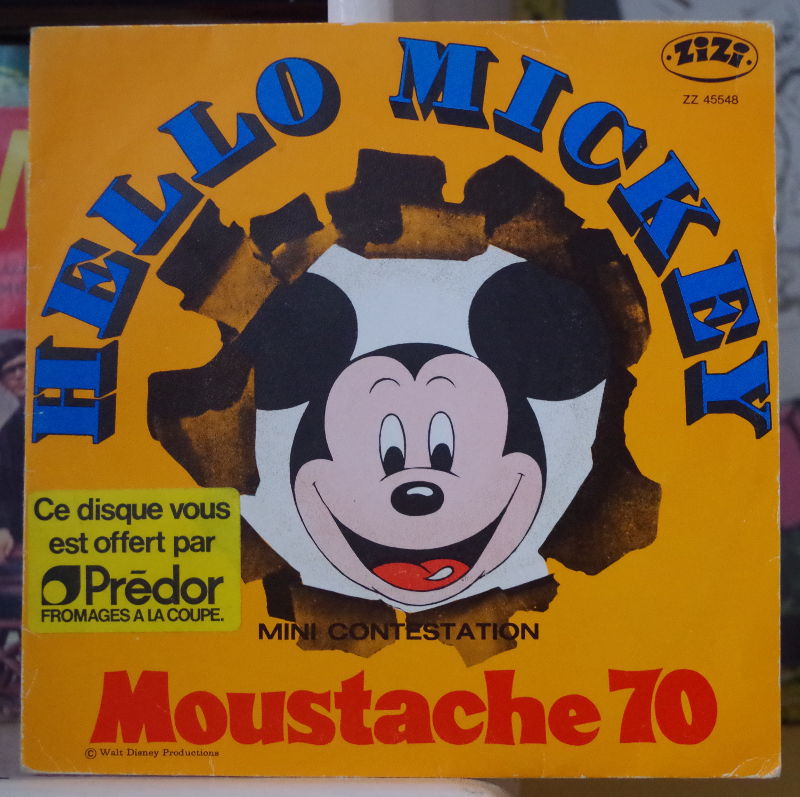 HELLO MICKEY
·ZiZi·
ZZ 45548
Ce disque vous
est offert par
Prēdor
FROMAGES A LA COUPE.
MINI CONTESTATION
Moustache 70
© Walt Disney Productions